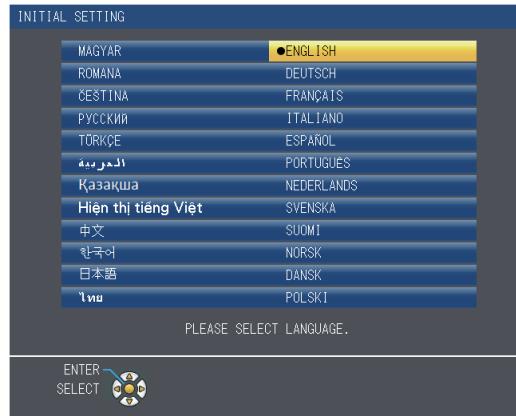 INITIAL SETTING
MAGYAR ●ENGLISH
ROMANA DEUTSCH
ČEŠTINA FRANÇAIS
РУССКИЙ ITALIANO
TÜRKÇE ESPAÑOL
العربية PORTUGUÊS
Қазақша NEDERLANDS
Hiện thị tiếng Việt SVENSKA
中文 SUOMI
한국어 NORSK
日本語 DANSK
ไทย POLSKI
PLEASE SELECT LANGUAGE.
ENTER
SELECT